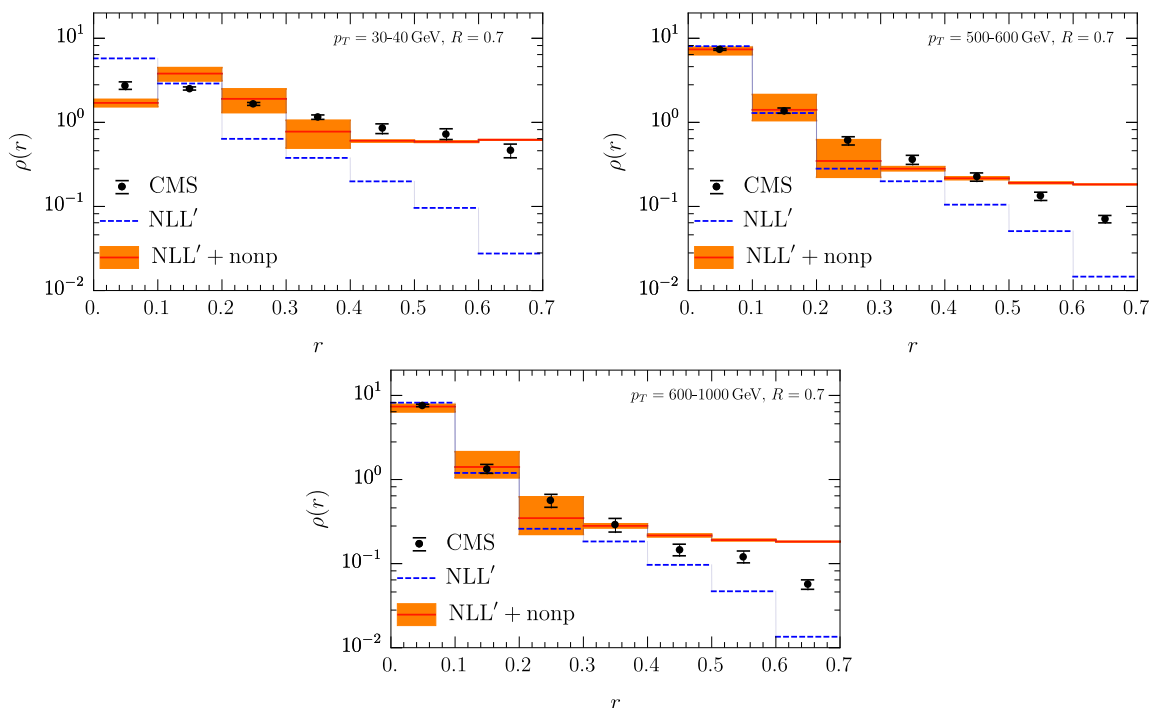 p_T = 30-40 GeV, R = 0.7
10^1
10^0
10^{-1}
10^{-2}
ρ(r)
CMS
NLL′
NLL′ + nonp
0. 0.1 0.2 0.3 0.4 0.5 0.6 0.7
r
p_T = 500-600 GeV, R = 0.7
10^1
10^0
10^{-1}
10^{-2}
ρ(r)
CMS
NLL′
NLL′ + nonp
0. 0.1 0.2 0.3 0.4 0.5 0.6 0.7
r
p_T = 600-1000 GeV, R = 0.7
10^1
10^0
10^{-1}
10^{-2}
ρ(r)
CMS
NLL′
NLL′ + nonp
0. 0.1 0.2 0.3 0.4 0.5 0.6 0.7
r